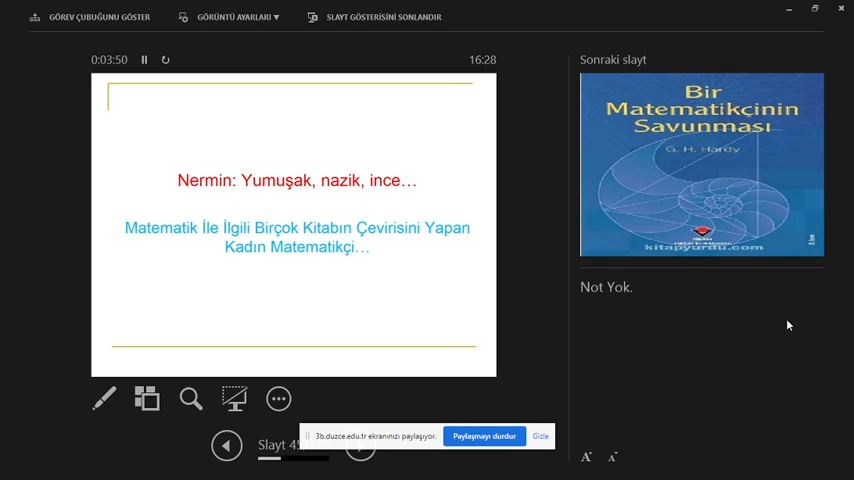 GÖREV ÇUBUĞUNU GÖSTER
GÖRÜNTÜ AYARLARI ▼
SLAYT GÖSTERİSİNİ SONLANDIR
0:03:50
16:28
Nermin: Yumuşak, nazik, ince…
Matematik İle İlgili Birçok Kitabın Çevirisini Yapan
Kadın Matematikçi…
Slayt
3b.duzce.edu.tr ekranınızı paylaşıyor.
Paylaşmayı durdur
Gizle
Sonraki slayt
Bir
Matematikçinin
Savunması
G. H. Hardy
kitapyurdu.com
Not Yok.
A
A